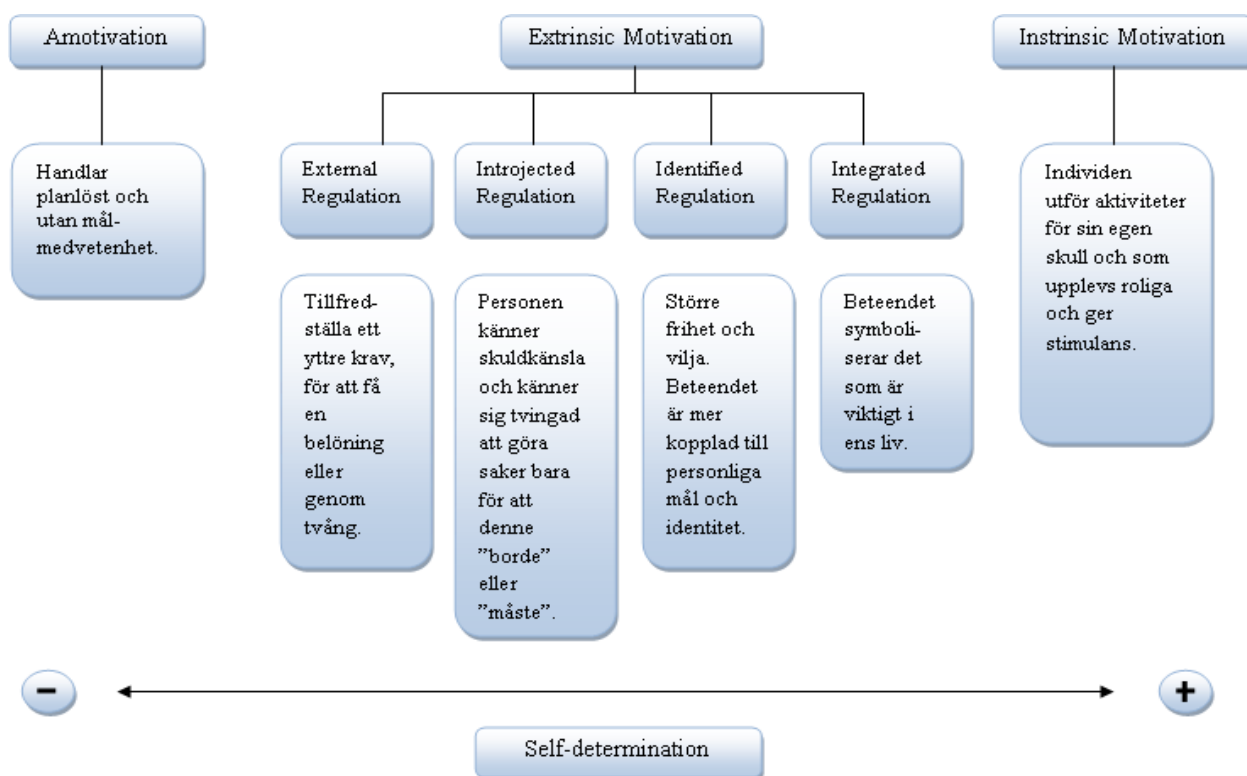 Amotivation
Extrinsic Motivation
Instrinsic Motivation
Handlar
planlöst och
utan mål-
medvetenhet.
External
Regulation
Introjected
Regulation
Identified
Regulation
Integrated
Regulation
Individen
utför aktiviteter
för sin egen
skull och som
upplevs roliga
och ger
stimulans.
Tillfred-
ställa ett
yttre krav,
för att få
en
belöning
eller
genom
tvång.
Personen
känner
skuldkänsla
och känner
sig tvingad
att göra
saker bara
för att
denne
”borde”
eller
”måste”.
Större
frihet och
vilja.
Beteendet
är mer
kopplad till
personliga
mål och
identitet.
Beteendet
symboli-
serar det
som är
viktigt i
ens liv.
− +
Self-determination